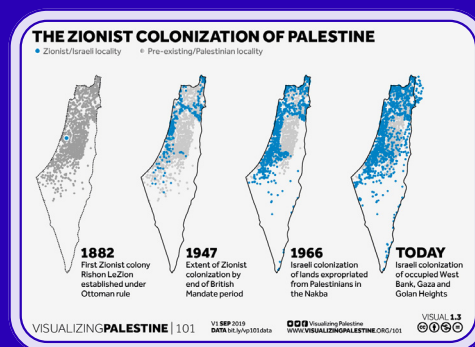 THE ZIONIST COLONIZATION OF PALESTINE
Zionist/Israeli locality
Pre-existing/Palestinian locality
1882
First Zionist colony
Rishon LeZion
established under
Ottoman rule
1947
Extent of Zionist
colonization by
end of British
Mandate period
1966
Israeli colonization
of lands expropriated
from Palestinians in
the Nakba
TODAY
Israeli colonization
of occupied West
Bank, Gaza and
Golan Heights
VISUALIZINGPALESTINE | 101
V1 SEP 2019
DATA bit.ly/vp101data
Visualizing Palestine
WWW.VISUALIZINGPALESTINE.ORG/101
VISUAL 1.3